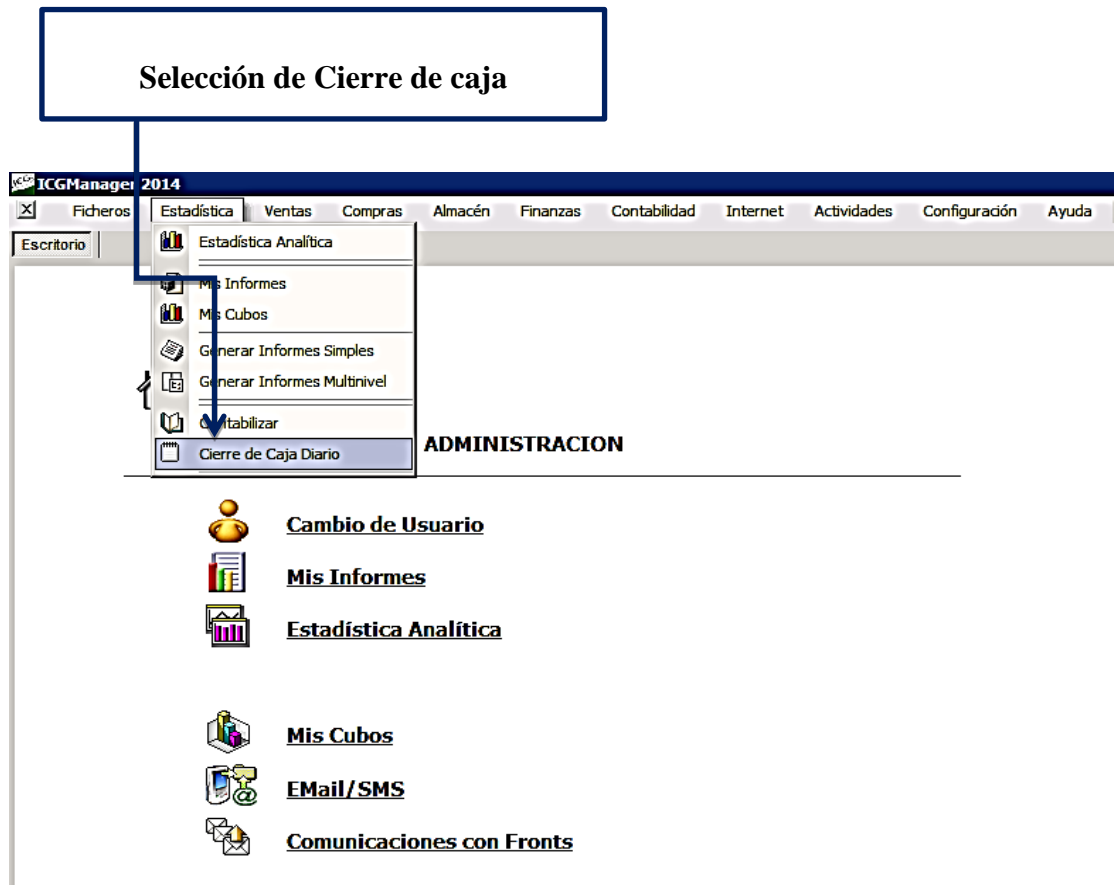 Selección de Cierre de caja
ICGManager 2014
Ficheros Estadística Ventas Compras Almacén Finanzas Contabilidad Internet Actividades Configuración Ayuda
Escritorio
Estadística Analítica
Mis Informes
Mis Cubos
Generar Informes Simples
Generar Informes Multinivel
Contabilizar
Cierre de Caja Diario
ADMINISTRACION
Cambio de Usuario
Mis Informes
Estadística Analítica
Mis Cubos
EMail/SMS
Comunicaciones con Fronts